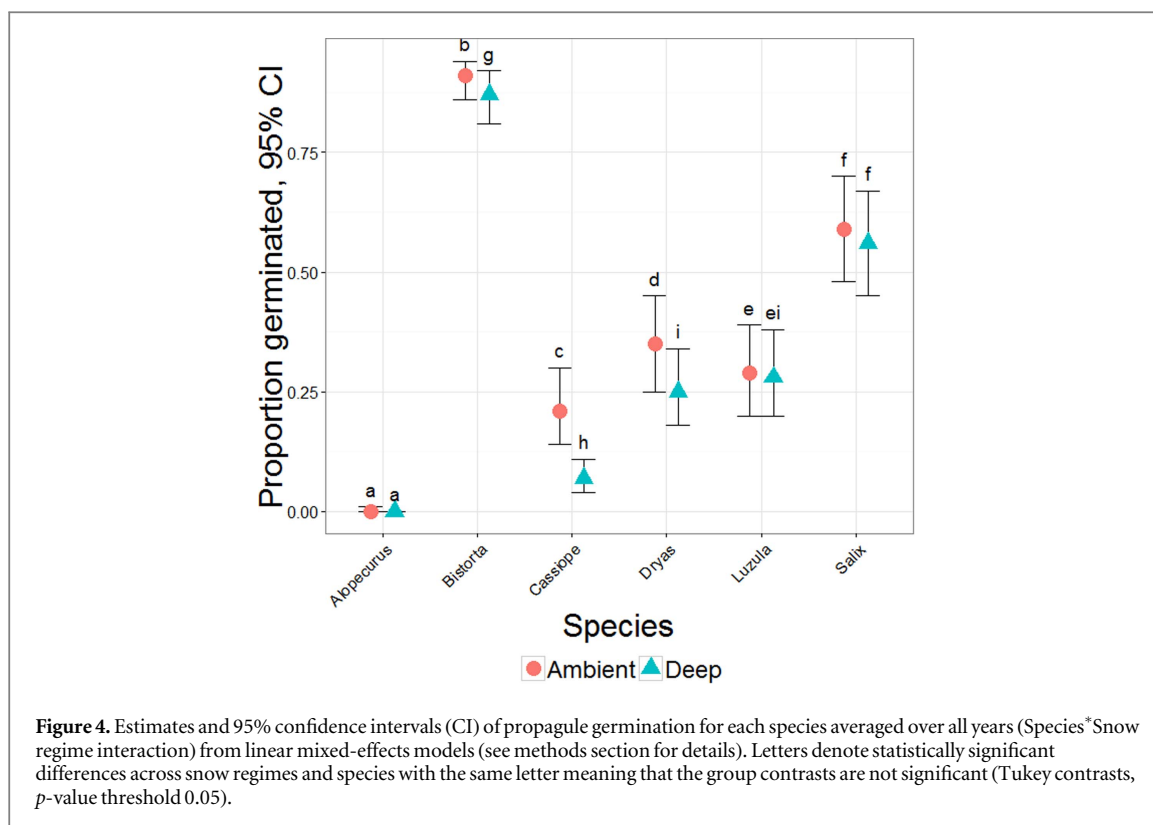 Proportion germinated, 95% CI
0.75
0.50
0.25
0.00
b
g
f
f
d
i
e
ei
c
h
a
a
Alopecurus
Bistorta
Cassiope
Dryas
Luzula
Salix
Species
Ambient Deep
Figure 4. Estimates and 95% confidence intervals (CI) of propagule germination for each species averaged over all years (Species*Snow
regime interaction) from linear mixed-effects models (see methods section for details). Letters denote statistically significant
differences across snow regimes and species with the same letter meaning that the group contrasts are not significant (Tukey contrasts,
p-value threshold 0.05).